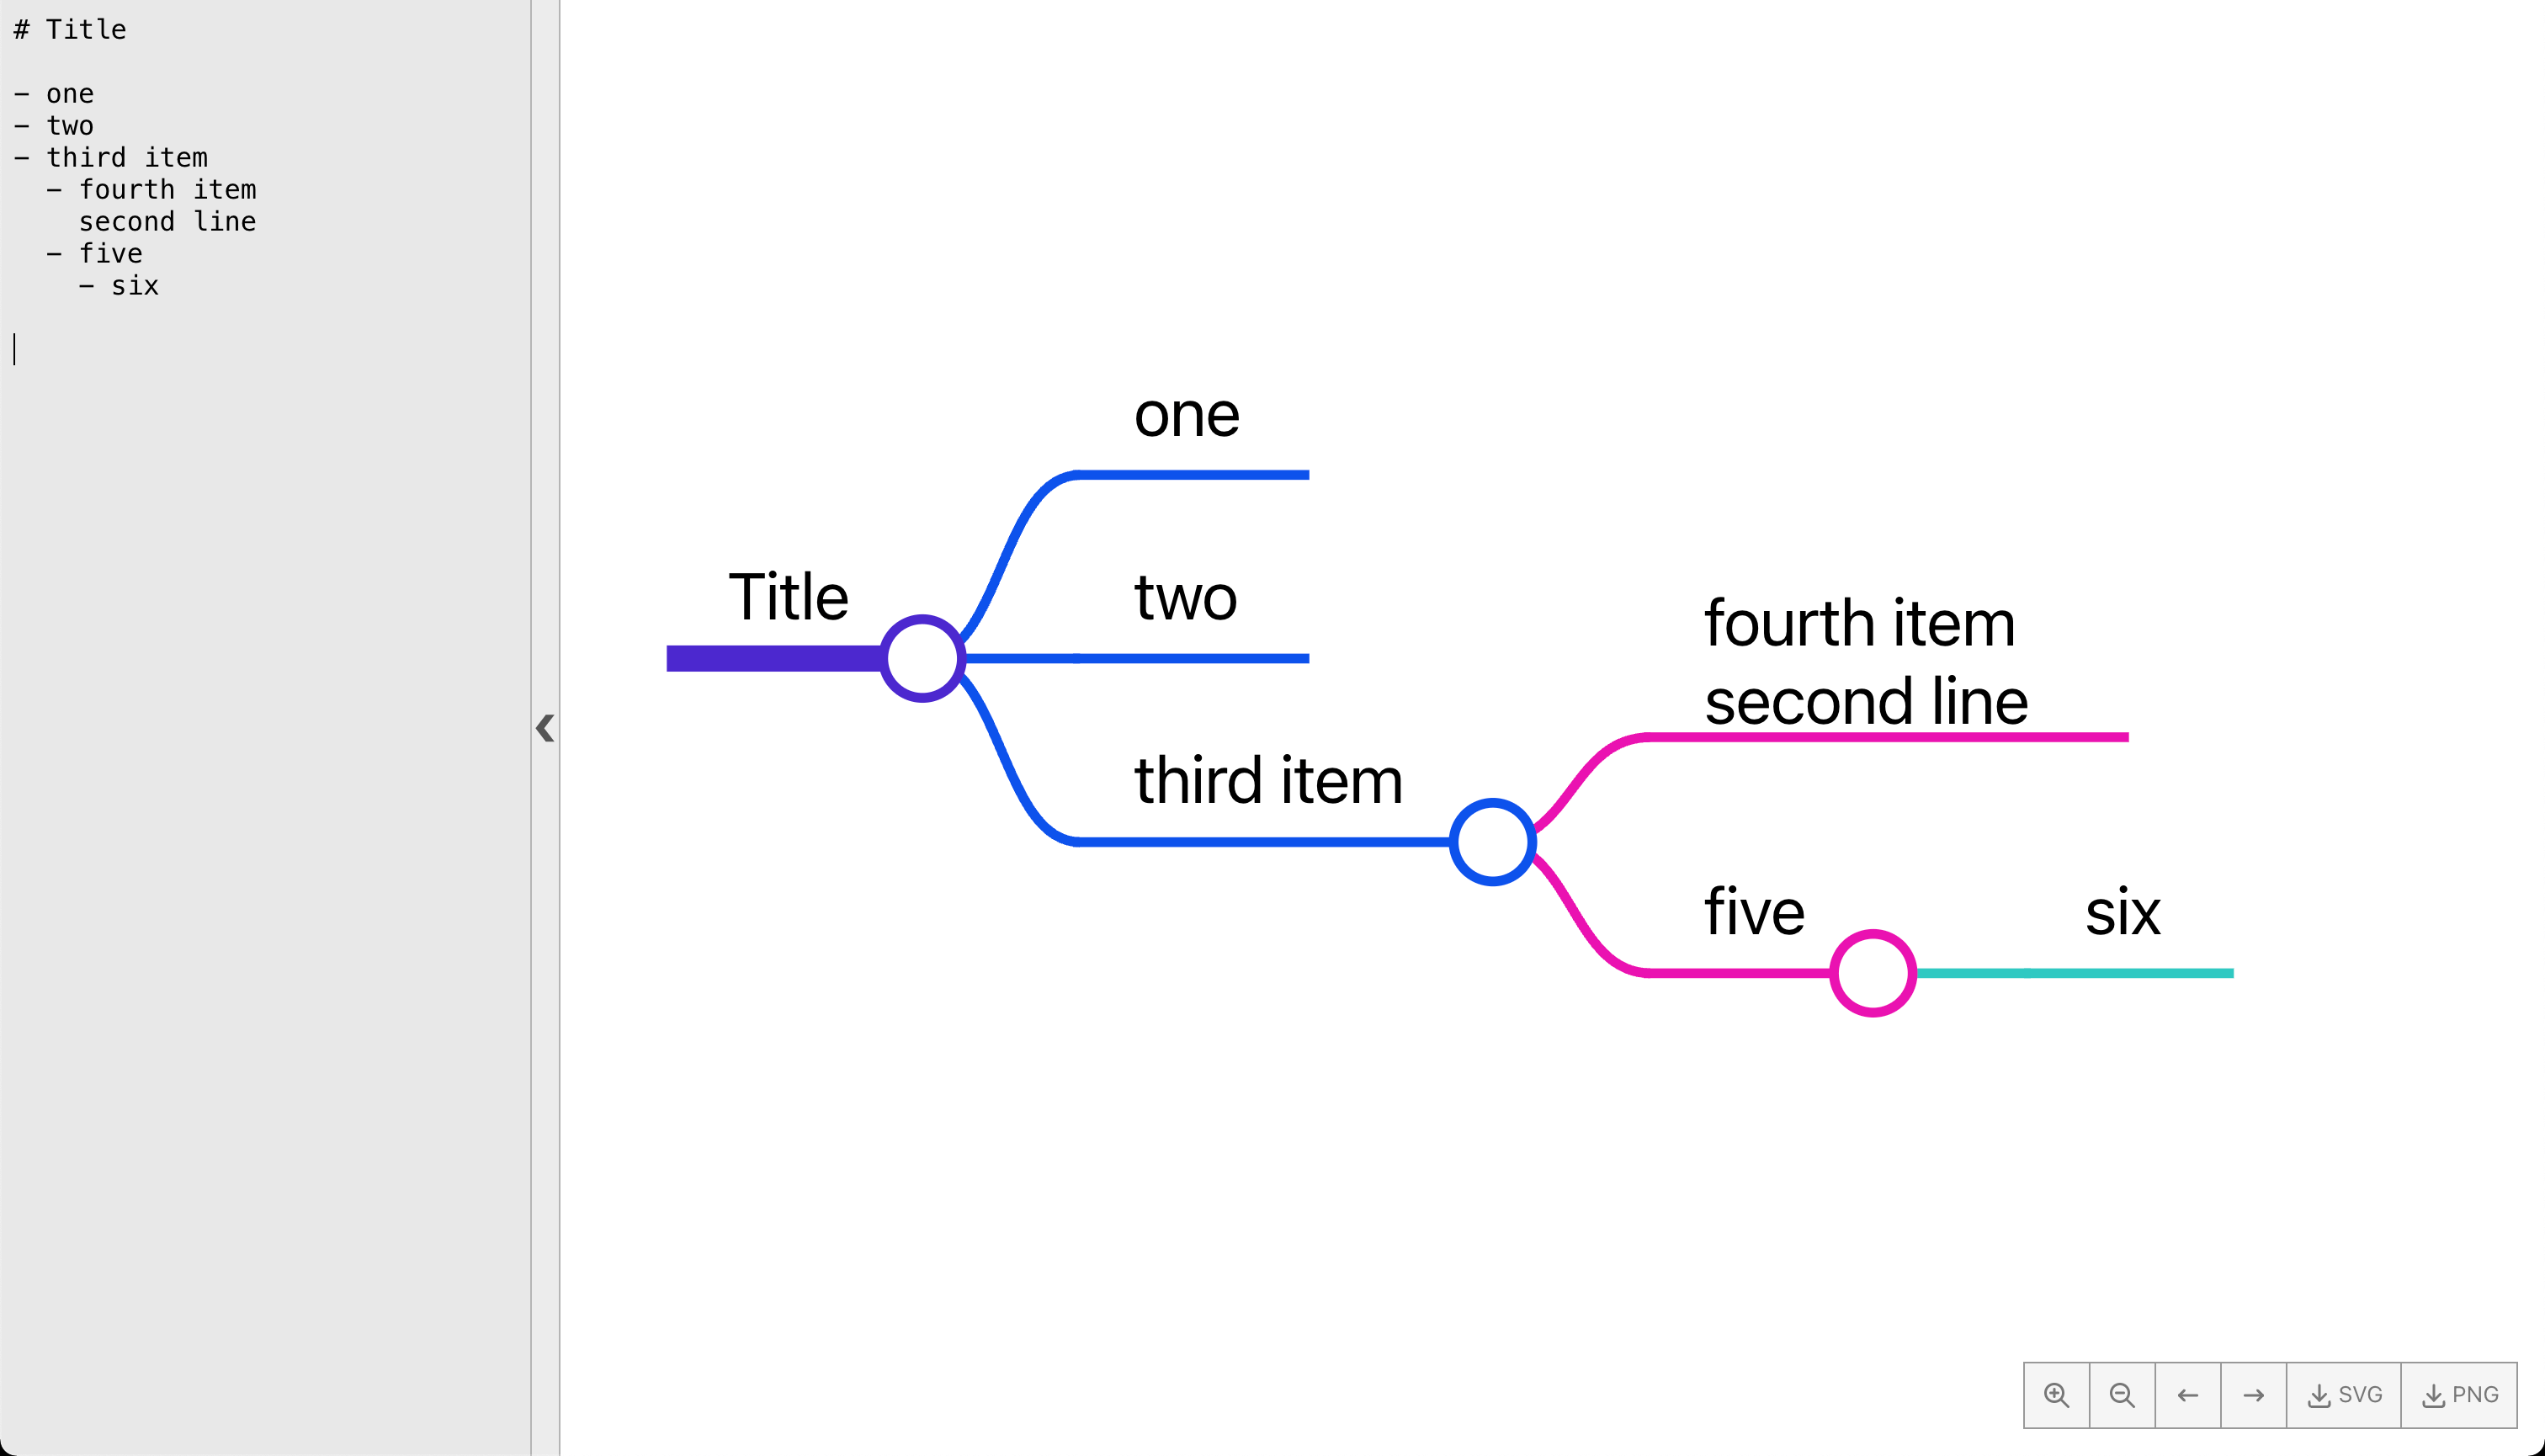 # Title
- one
- two
- third item
  - fourth item
    second line
  - five
    - six
one
Title
two
fourth item
second line
third item
five
six
SVG
PNG